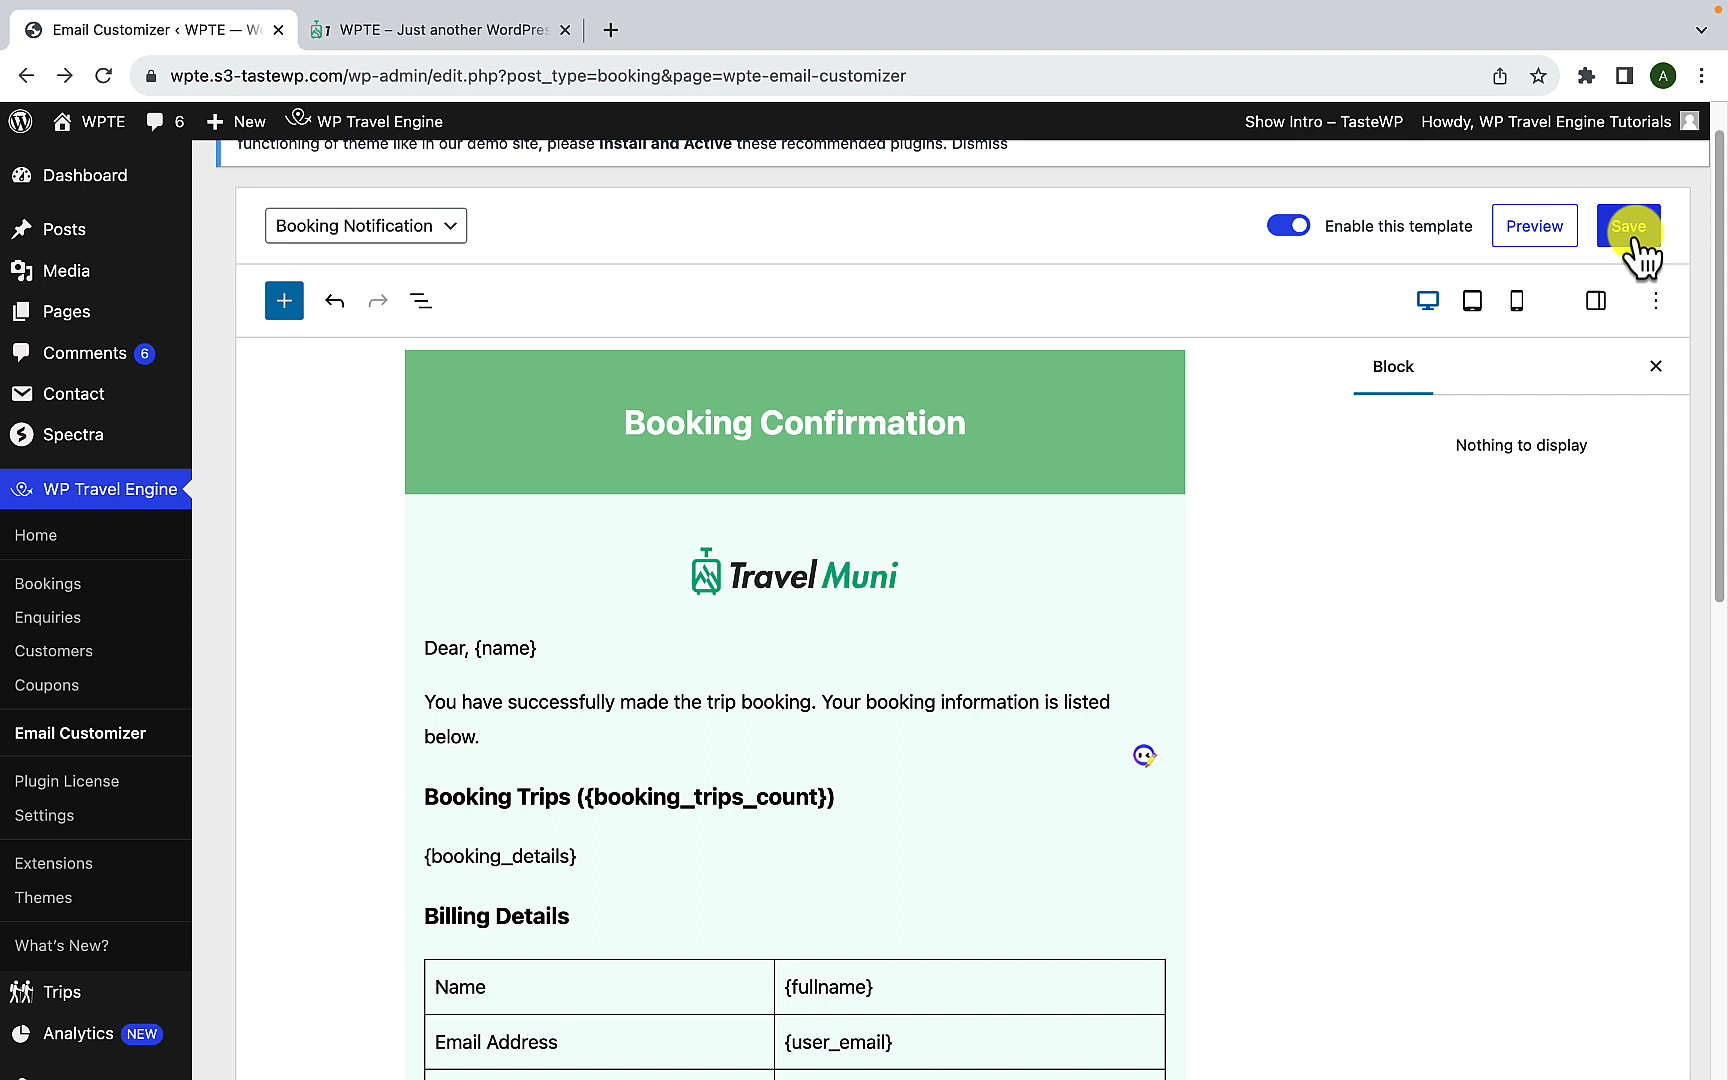 Email Customizer ‹ WPTE — W
WPTE – Just another WordPres
wpte.s3-tastewp.com/wp-admin/edit.php?post_type=booking&page=wpte-email-customizer
A
WPTE
6
New
WP Travel Engine
Show Intro – TasteWP
Howdy, WP Travel Engine Tutorials
functioning of theme like in our demo site, please Install and Active these recommended plugins. Dismiss
Dashboard
Posts
Media
Pages
Comments 6
Contact
Spectra
WP Travel Engine
Home
Bookings
Enquiries
Customers
Coupons
Email Customizer
Plugin License
Settings
Extensions
Themes
What's New?
Trips
Analytics NEW
Booking Notification
Enable this template
Preview
Save
Block
Nothing to display
Booking Confirmation
Travel Muni
Dear, {name}
You have successfully made the trip booking. Your booking information is listed
below.
Booking Trips ({booking_trips_count})
{booking_details}
Billing Details
Name {fullname}
Email Address {user_email}